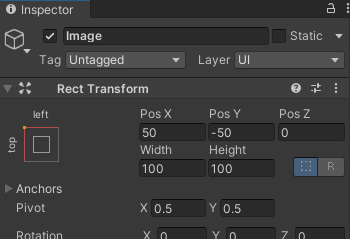 Inspector
Image
Static
Tag Untagged Layer UI
Rect Transform
left
top
Pos X Pos Y Pos Z
50 -50 0
Width Height
100 100
R
Anchors
Pivot X 0.5 Y 0.5
Rotation X 0 Y 0 Z 0